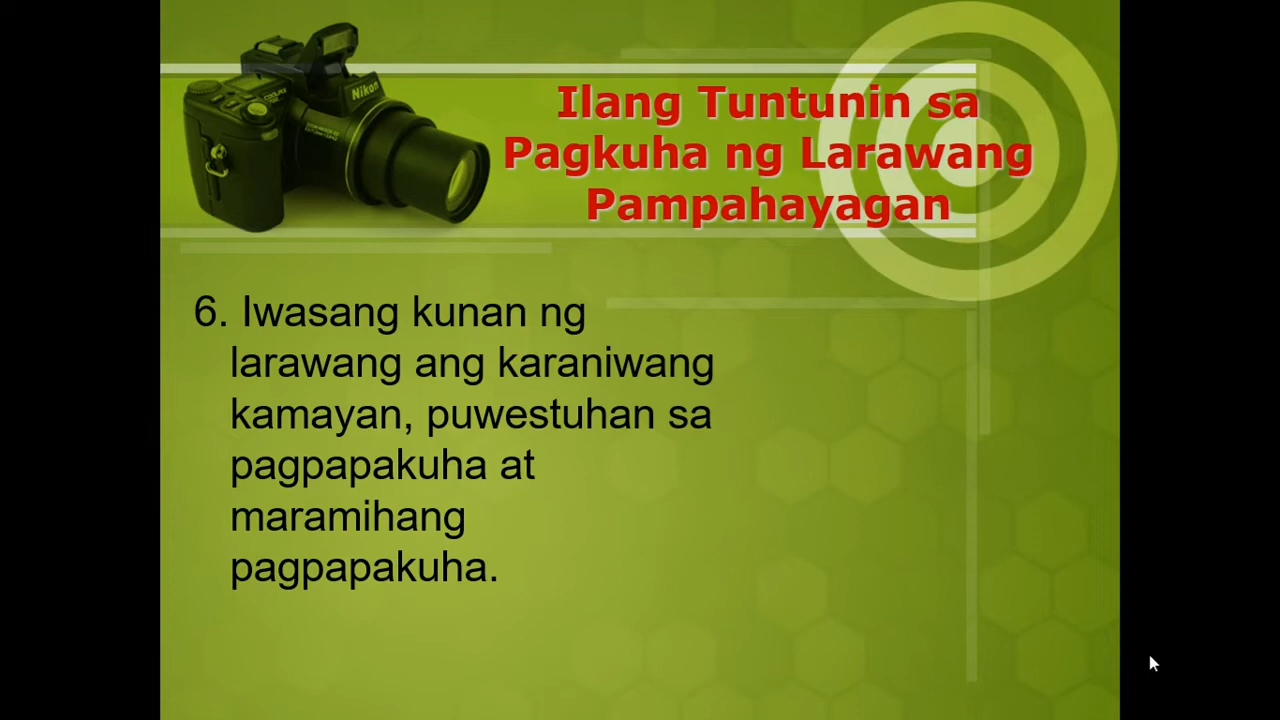 Nikon
Ilang Tuntunin sa
Pagkuha ng Larawang
Pampahayagan
6. Iwasang kunan ng
larawang ang karaniwang
kamayan, puwestuhan sa
pagpapakuha at
maramihang
pagpapakuha.